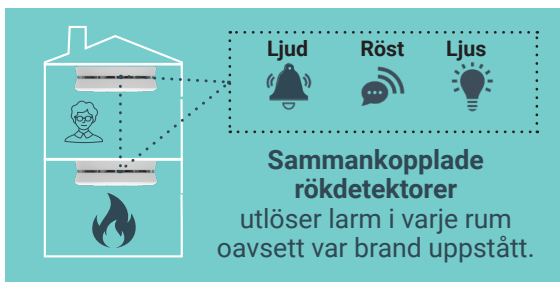 Ljud Röst Ljus
Sammankopplade
rökdetektorer
utlöser larm i varje rum
oavsett var brand uppstått.